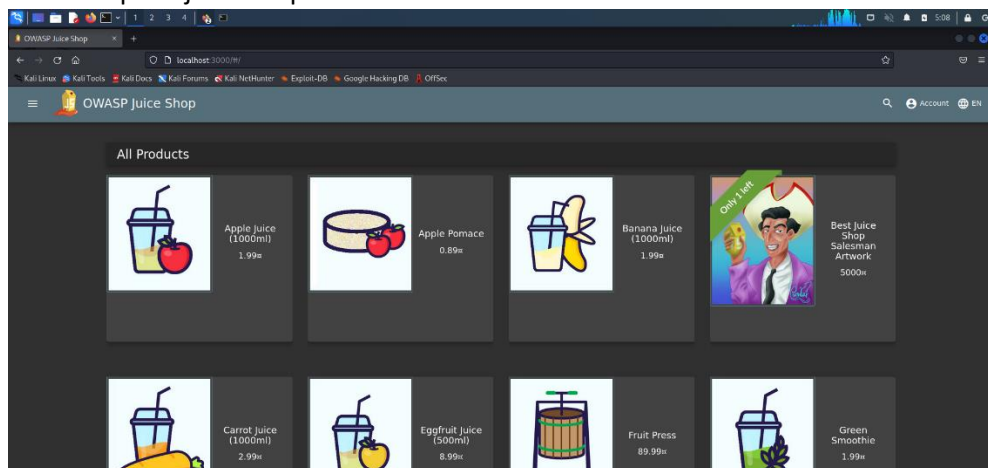 1 2 3 4
5:08
OWASP Juice Shop
localhost:3000/#/
Kali Linux Kali Tools Kali Docs Kali Forums Kali NetHunter Exploit-DB Google Hacking DB OffSec
OWASP Juice Shop
Account
EN
All Products
Apple Juice
(1000ml)
1.99¤
Apple Pomace
0.89¤
Banana Juice
(1000ml)
1.99¤
Only 1 left
Best Juice
Shop
Salesman
Artwork
5000¤
Carrot Juice
(1000ml)
2.99¤
Eggfruit Juice
(500ml)
8.99¤
Fruit Press
89.99¤
Green
Smoothie
1.99¤